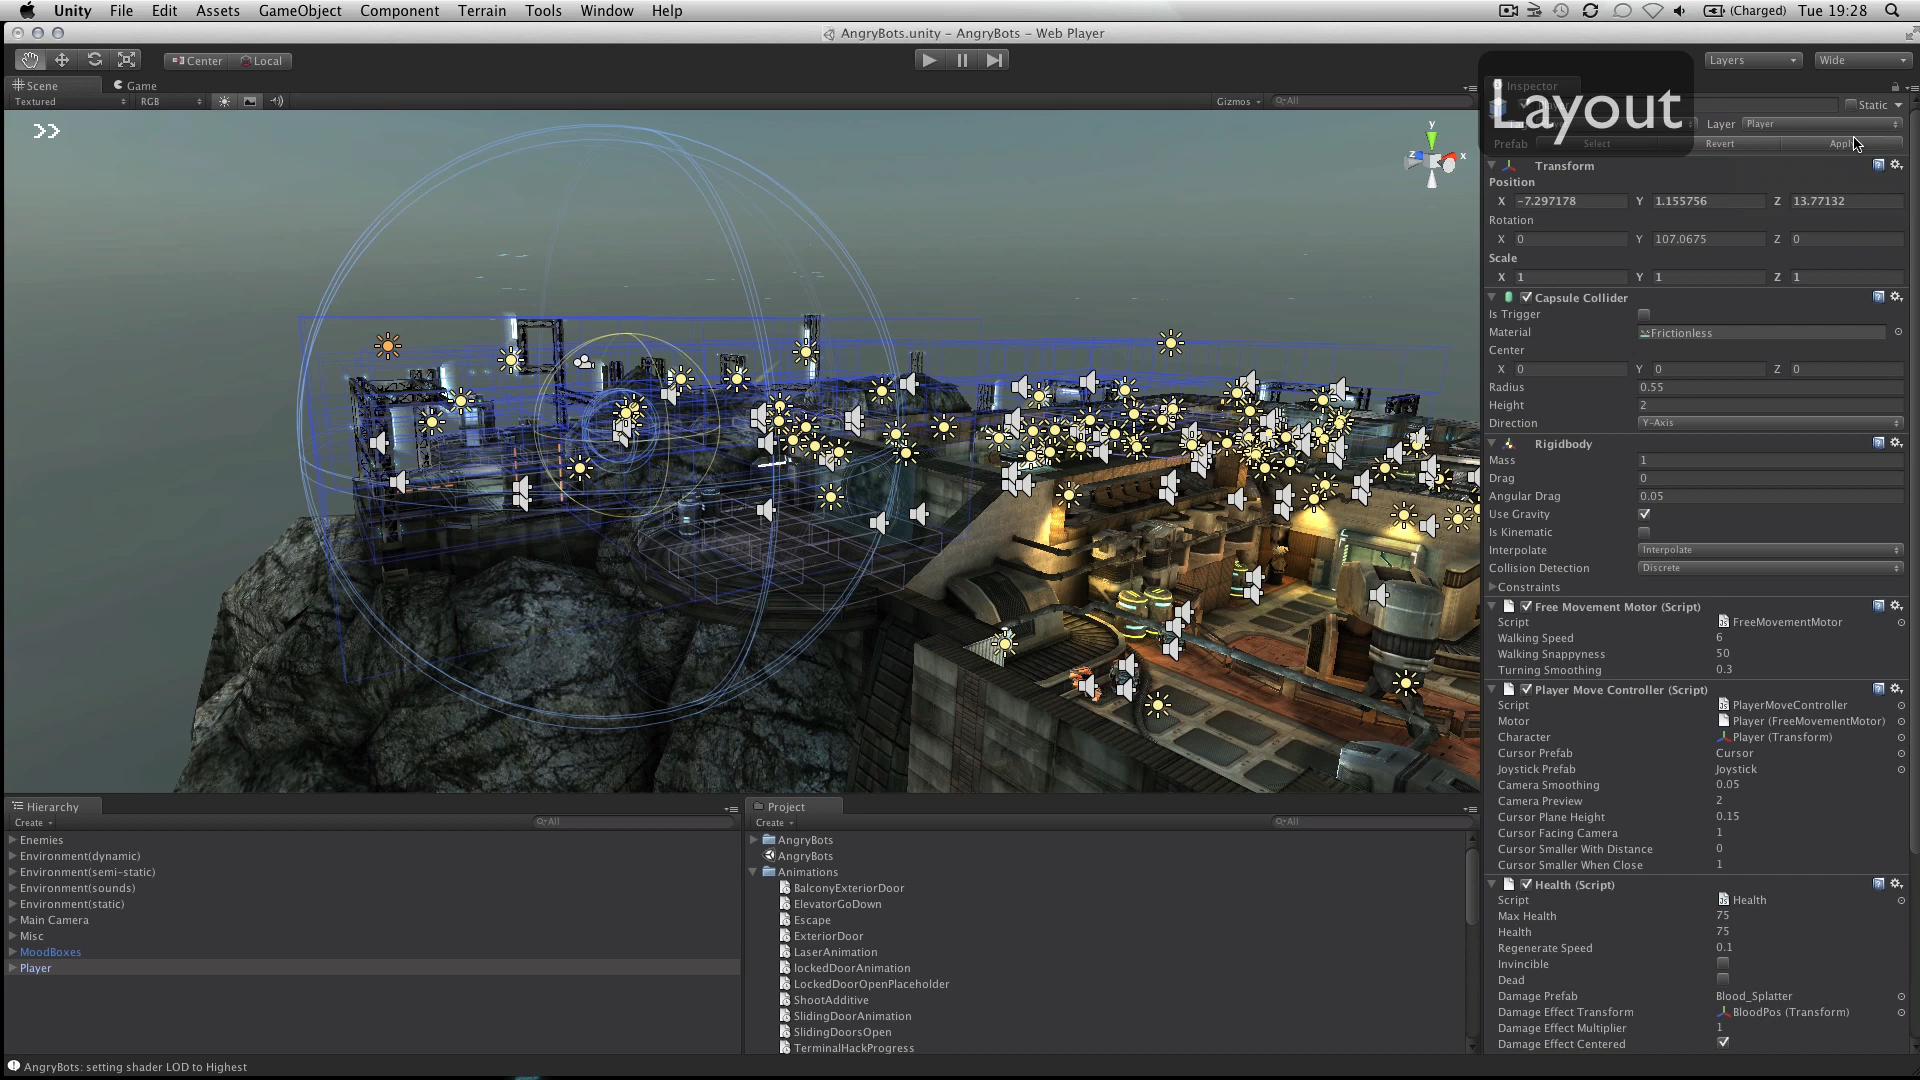 Unity File Edit Assets GameObject Component Terrain Tools Window Help (Charged) Tue 19:28
AngryBots.unity – AngryBots – Web Player
Center Local Layers Wide
Scene Game Inspector
Textured RGB Gizmos All
Layout
Static
Layer Player
Prefab Select Revert Apply
y
z x
Transform
Position
X -7.297178 Y 1.155756 Z 13.77132
Rotation
X 0 Y 107.0675 Z 0
Scale
X 1 Y 1 Z 1
Capsule Collider
Is Trigger
Material Frictionless
Center
X 0 Y 0 Z 0
Radius 0.55
Height 2
Direction Y-Axis
Rigidbody
Mass 1
Drag 0
Angular Drag 0.05
Use Gravity
Is Kinematic
Interpolate Interpolate
Collision Detection Discrete
Constraints
Free Movement Motor (Script)
Script FreeMovementMotor
Walking Speed 6
Walking Snappyness 50
Turning Smoothing 0.3
Player Move Controller (Script)
Script PlayerMoveController
Motor Player (FreeMovementMotor)
Character Player (Transform)
Cursor Prefab Cursor
Joystick Prefab Joystick
Camera Smoothing 0.05
Camera Preview 2
Cursor Plane Height 0.15
Cursor Facing Camera 1
Cursor Smaller With Distance 0
Cursor Smaller When Close 1
Health (Script)
Script Health
Max Health 75
Health 75
Regenerate Speed 0.1
Invincible
Dead
Damage Prefab Blood_Splatter
Damage Effect Transform BloodPos (Transform)
Damage Effect Multiplier 1
Damage Effect Centered
Hierarchy
Create All
Enemies
Environment(dynamic)
Environment(semi-static)
Environment(sounds)
Environment(static)
Main Camera
Misc
MoodBoxes
Player
Project
Create All
AngryBots
AngryBots
Animations
BalconyExteriorDoor
ElevatorGoDown
Escape
ExteriorDoor
LaserAnimation
lockedDoorAnimation
LockedDoorOpenPlaceholder
ShootAdditive
SlidingDoorAnimation
SlidingDoorsOpen
TerminalHackProgress
AngryBots: setting shader LOD to Highest